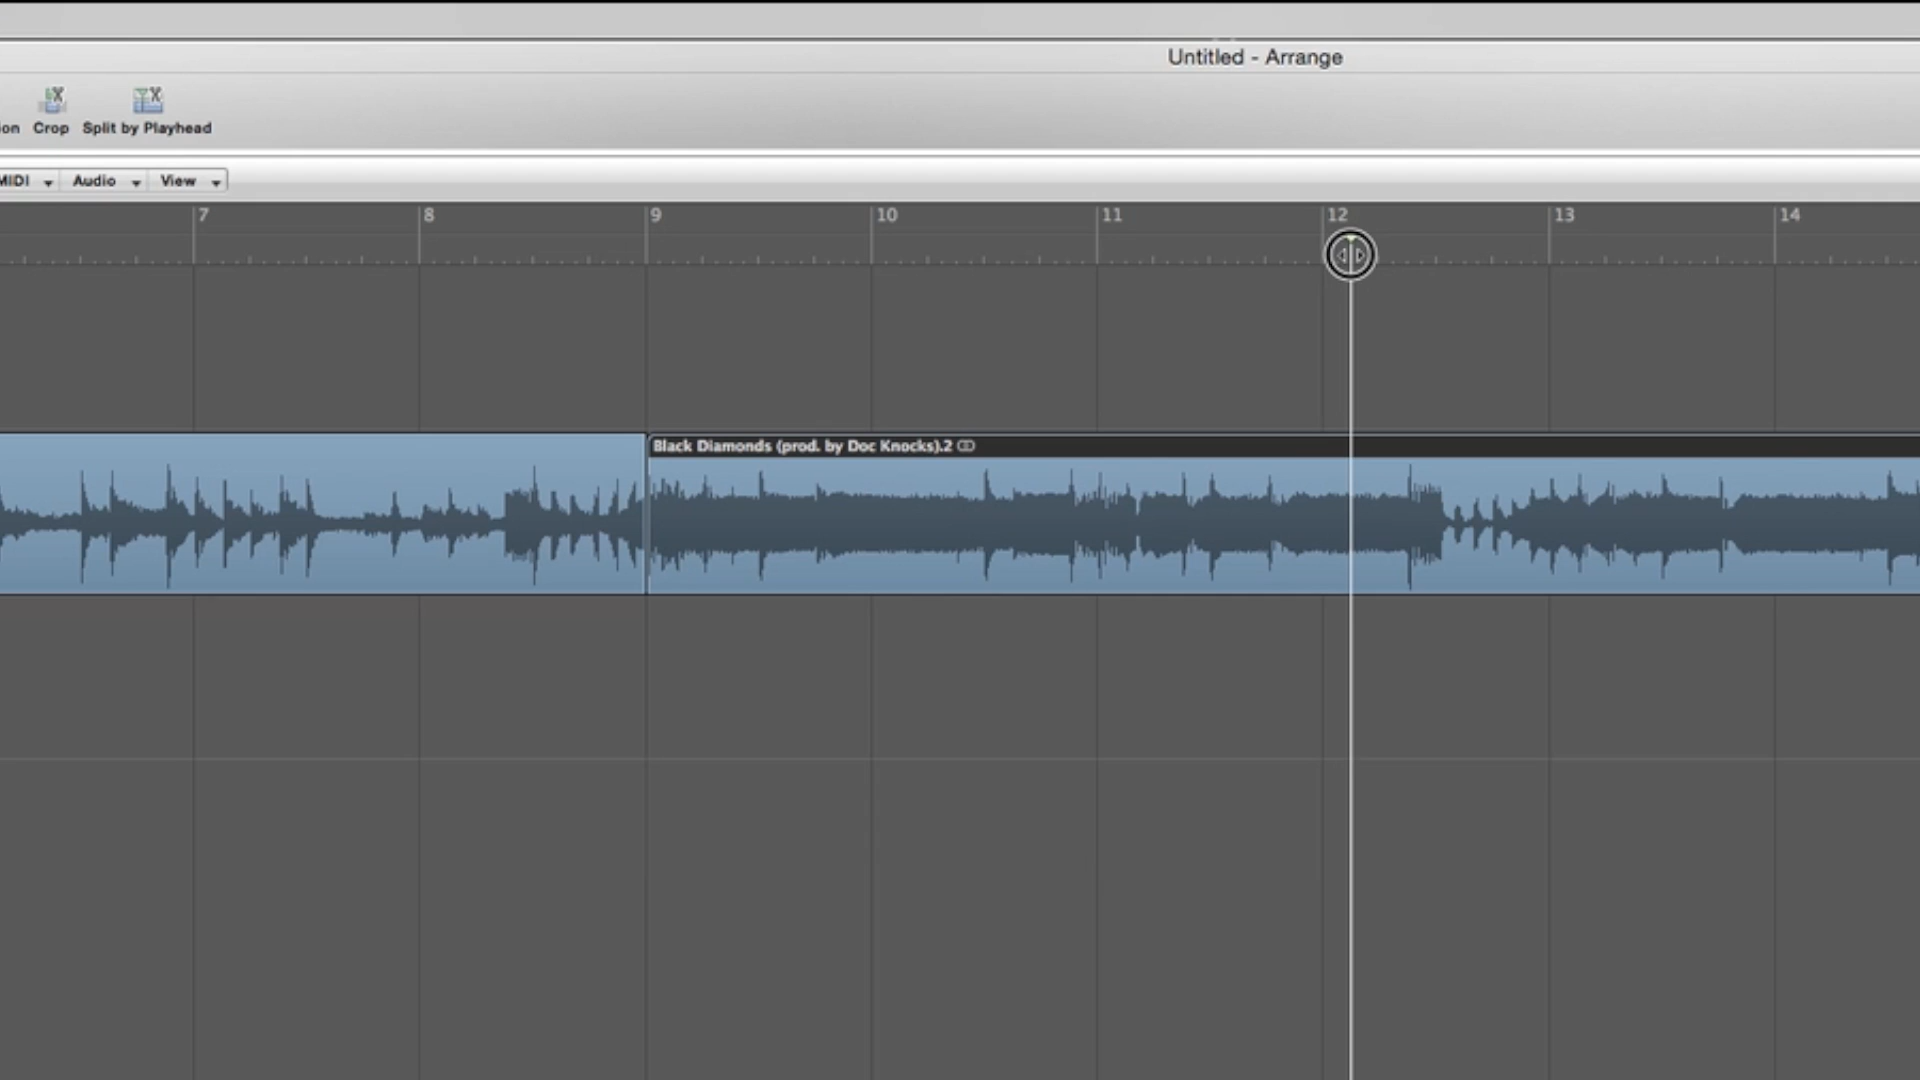 Untitled - Arrange
ion Crop Split by Playhead
MIDI Audio View
7 8 9 10 11 12 13 14
Black Diamonds (prod. by Doc Knocks).2